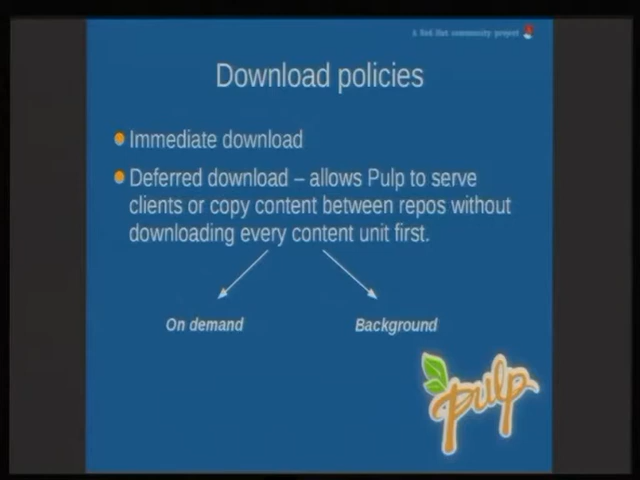 A Red Hat community project
Download policies
Immediate download
Deferred download – allows Pulp to serve
clients or copy content between repos without
downloading every content unit first.
On demand
Background
pulp